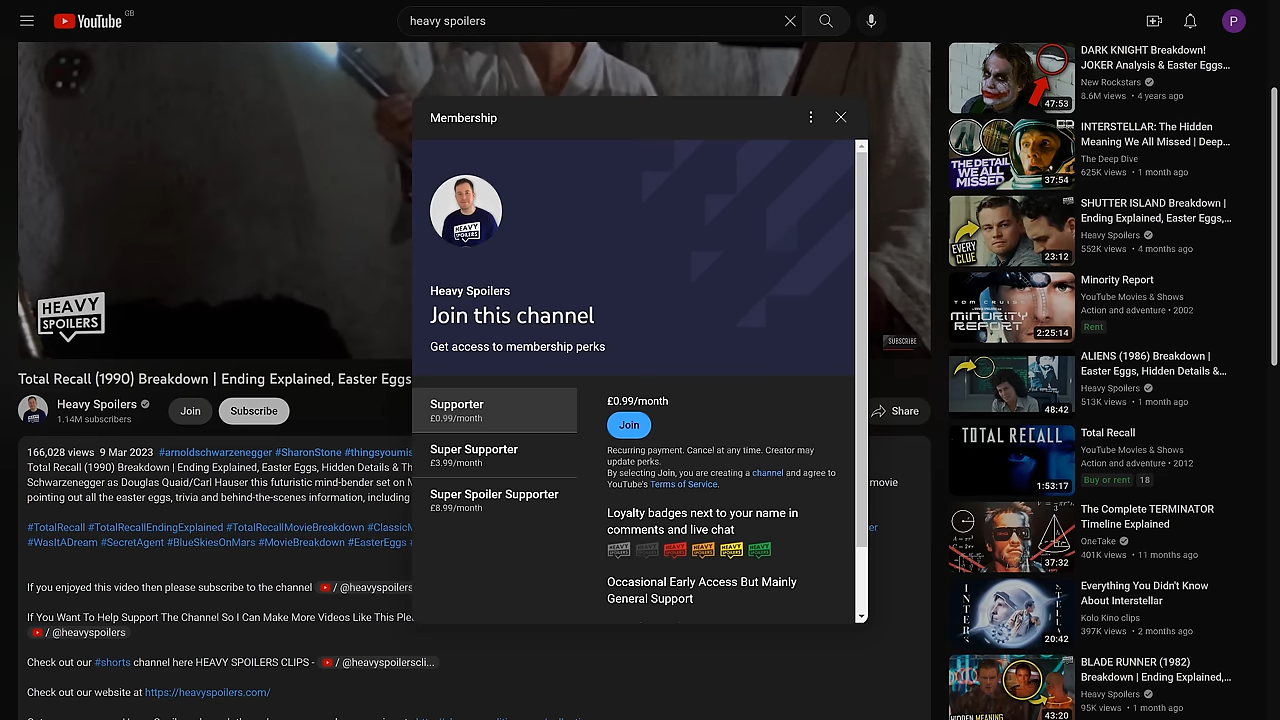 YouTube GB
heavy spoilers
P
Membership
HEAVY
SPOILERS
Heavy Spoilers
Join this channel
Get access to membership perks
HEAVY
SPOILERS
SUBSCRIBE
Total Recall (1990) Breakdown | Ending Explained, Easter Eggs
Heavy Spoilers
1.14M subscribers
Join
Subscribe
Share
Supporter
£0.99/month
Super Supporter
£3.99/month
Super Spoiler Supporter
£8.99/month
£0.99/month
Join
Recurring payment. Cancel at any time. Creator may
update perks.
By selecting Join, you are creating a channel and agree to
YouTube's Terms of Service.
Loyalty badges next to your name in
comments and live chat
Occasional Early Access But Mainly
General Support
166,028 views 9 Mar 2023 #arnoldschwarzenegger #SharonStone #thingsyoumis
Total Recall (1990) Breakdown | Ending Explained, Easter Eggs, Hidden Details & Th
Schwarzenegger as Douglas Quaid/Carl Hauser this futuristic mind-bender set on M movie
pointing out all the easter eggs, trivia and behind-the-scenes information, including
#TotalRecall #TotalRecallEndingExplained #TotalRecallMovieBreakdown #ClassicM er
#WasItADream #SecretAgent #BlueSkiesOnMars #MovieBreakdown #EasterEggs #
If you enjoyed this video then please subscribe to the channel / @heavyspoilers
If You Want To Help Support The Channel So I Can Make More Videos Like This Ple
/ @heavyspoilers
Check out our #shorts channel here HEAVY SPOILERS CLIPS - / @heavyspoilerscli...
Check out our website at https://heavyspoilers.com/
47:53
DARK KNIGHT Breakdown!
JOKER Analysis & Easter Eggs...
New Rockstars
8.6M views • 4 years ago
THE DETAIL
WE ALL
MISSED
37:54
INTERSTELLAR: The Hidden
Meaning We All Missed | Deep...
The Deep Dive
625K views • 1 month ago
EVERY
CLUE
23:12
SHUTTER ISLAND Breakdown |
Ending Explained, Easter Eggs,...
Heavy Spoilers
552K views • 4 months ago
TOM CRUISE
MINORITY
REPORT
2:25:14
Minority Report
YouTube Movies & Shows
Action and adventure • 2002
Rent
48:42
ALIENS (1986) Breakdown |
Easter Eggs, Hidden Details &...
Heavy Spoilers
513K views • 1 month ago
TOTAL RECALL
1:53:17
Total Recall
YouTube Movies & Shows
Action and adventure • 2012
Buy or rent 18
37:32
The Complete TERMINATOR
Timeline Explained
OneTake
401K views • 11 months ago
INTER
STELLA
20:42
Everything You Didn't Know
About Interstellar
Kolo Kino clips
397K views • 2 months ago
HIDDEN MEANING
43:20
BLADE RUNNER (1982)
Breakdown | Ending Explained,...
Heavy Spoilers
95K views • 1 month ago